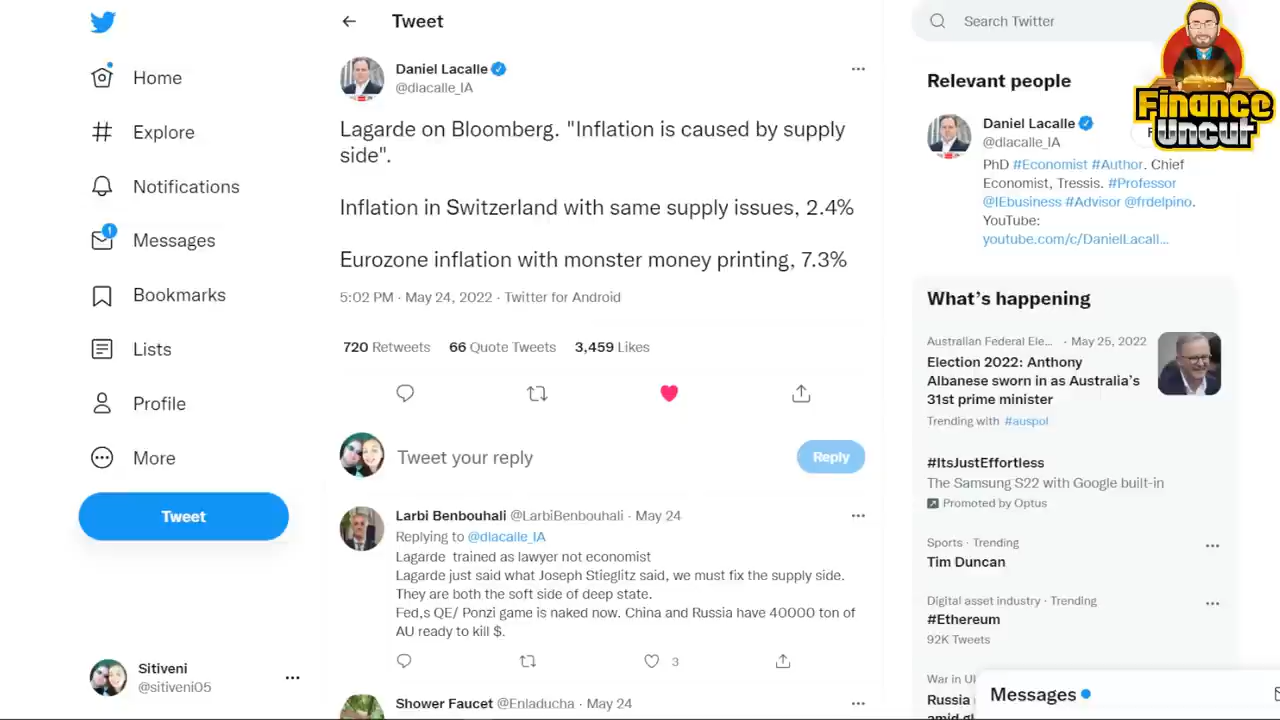 Home
Explore
Notifications
Messages
Bookmarks
Lists
Profile
More
Tweet
Sitiveni
@sitiveni05
Tweet
Daniel Lacalle
@dlacalle_IA
Lagarde on Bloomberg. "Inflation is caused by supply
side".
Inflation in Switzerland with same supply issues, 2.4%
Eurozone inflation with monster money printing, 7.3%
5:02 PM · May 24, 2022 · Twitter for Android
720 Retweets 66 Quote Tweets 3,459 Likes
Tweet your reply
Reply
Larbi Benbouhali @LarbiBenbouhali · May 24
Replying to @dlacalle_IA
Lagarde trained as lawyer not economist
Lagarde just said what Joseph Stieglitz said, we must fix the supply side.
They are both the soft side of deep state.
Fed,s QE/ Ponzi game is naked now. China and Russia have 40000 ton of
AU ready to kill $.
3
Shower Faucet @Enladucha · May 24
Search Twitter
Finance
Uncut
Relevant people
Daniel Lacalle
@dlacalle_IA
PhD #Economist #Author. Chief
Economist, Tressis. #Professor
@IEbusiness #Advisor @frdelpino.
YouTube:
youtube.com/c/DanielLacall...
What's happening
Australian Federal Ele... · May 25, 2022
Election 2022: Anthony
Albanese sworn in as Australia's
31st prime minister
Trending with #auspol
#ItsJustEffortless
The Samsung S22 with Google built-in
Promoted by Optus
Sports · Trending
Tim Duncan
Digital asset industry · Trending
#Ethereum
92K Tweets
War in
Russia
Messages